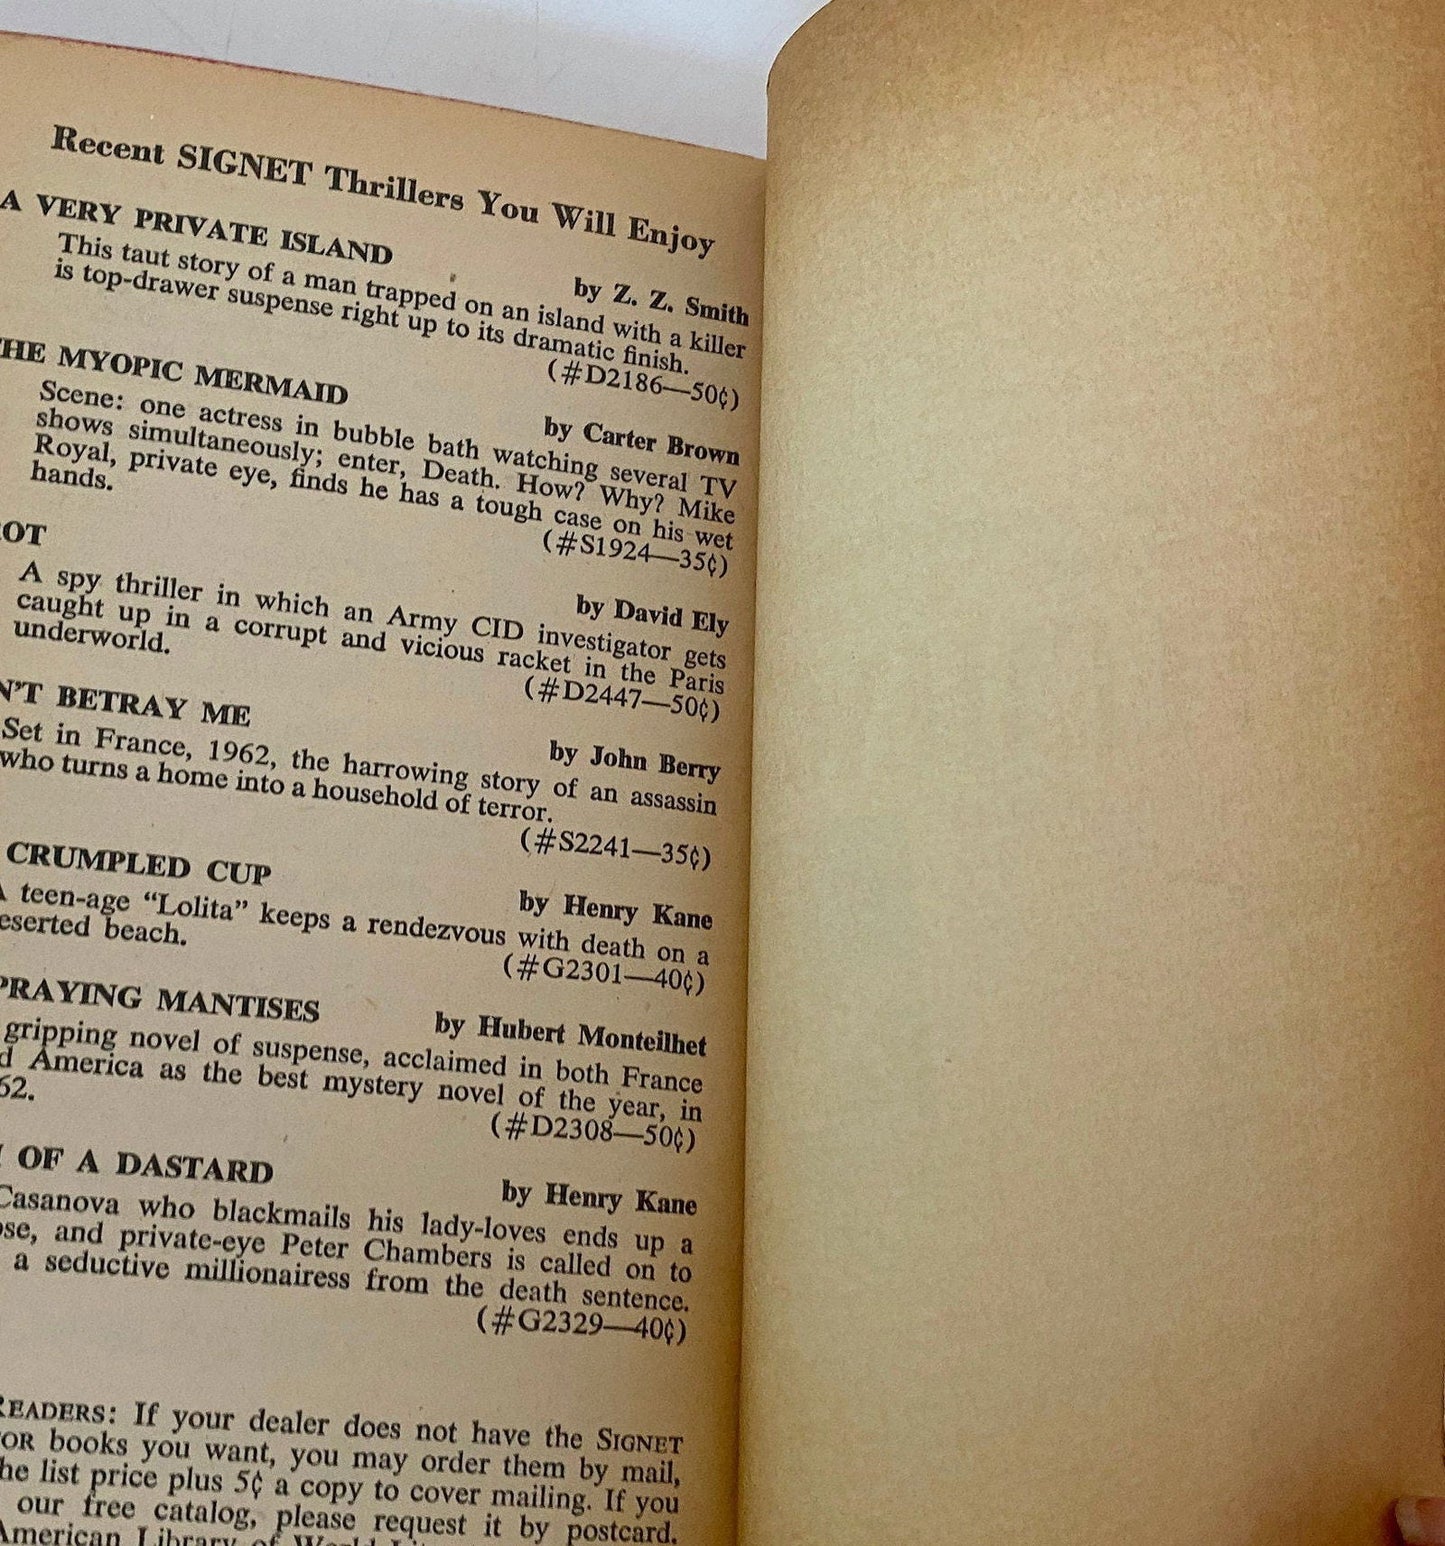 Recent SIGNET Thrillers You Will Enjoy
A VERY PRIVATE ISLAND
by Z. Z. Smith
This taut story of a man trapped on an island with a killer
is top-drawer suspense right up to its dramatic finish.
(#D2186—50¢)
HE MYOPIC MERMAID
by Carter Brown
Scene: one actress in bubble bath watching several TV
shows simultaneously; enter, Death. How? Why? Mike
Royal, private eye, finds he has a tough case on his wet
hands.
(#S1924—35¢)
OT
by David Ely
A spy thriller in which an Army CID investigator gets
caught up in a corrupt and vicious racket in the Paris
underworld.
(#D2447—50¢)
N'T BETRAY ME
by John Berry
Set in France, 1962, the harrowing story of an assassin
who turns a home into a household of terror.
(#S2241—35¢)
CRUMPLED CUP
by Henry Kane
A teen-age “Lolita” keeps a rendezvous with death on a
eserted beach.
(#G2301—40¢)
PRAYING MANTISES
by Hubert Monteilhet
gripping novel of suspense, acclaimed in both France
d America as the best mystery novel of the year, in
62.
(#D2308—50¢)
OF A DASTARD
by Henry Kane
Casanova who blackmails his lady-loves ends up a
se, and private-eye Peter Chambers is called on to
a seductive millionairess from the death sentence.
(#G2329—40¢)
READERS: If your dealer does not have the SIGNET
OR books you want, you may order them by mail,
he list price plus 5¢ a copy to cover mailing. If you
our free catalog, please request it by postcard.
American Library of World